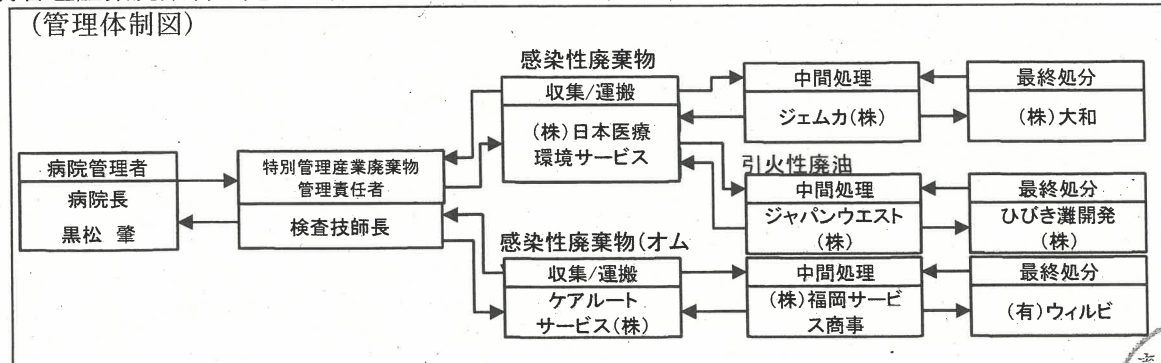 (管理体制図)
病院管理者
病院長
黒松 肇
特別管理産業廃棄物
管理責任者
検査技師長
感染性廃棄物
収集/運搬
(株)日本医療
環境サービス
中間処理
ジェムカ(株)
最終処分
(株)大和
引火性廃油
中間処理
ジャパンウエスト
(株)
最終処分
ひびき灘開発
(株)
感染性廃棄物(オム
収集/運搬
ケアルート
サービス(株)
中間処理
(株)福岡サービ
ス商事
最終処分
(有)ウィルビ